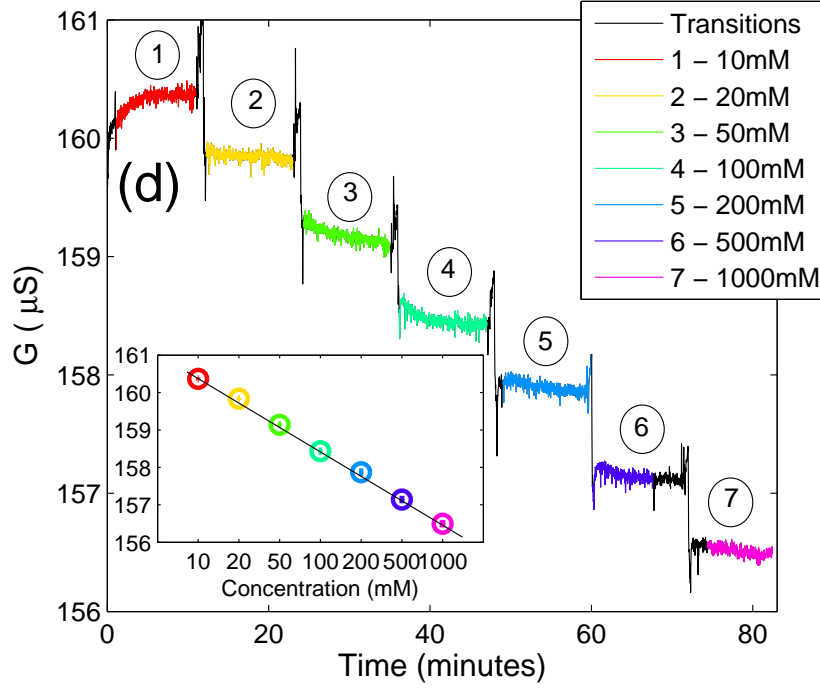 161
160
159
158
157
156
G ( μS)
0
20
40
60
80
Time (minutes)
(d)
1
2
3
4
5
6
7
Transitions
1 − 10mM
2 − 20mM
3 − 50mM
4 − 100mM
5 − 200mM
6 − 500mM
7 − 1000mM
161
160
159
158
157
156
10 20 50 100 200 500 1000
Concentration (mM)